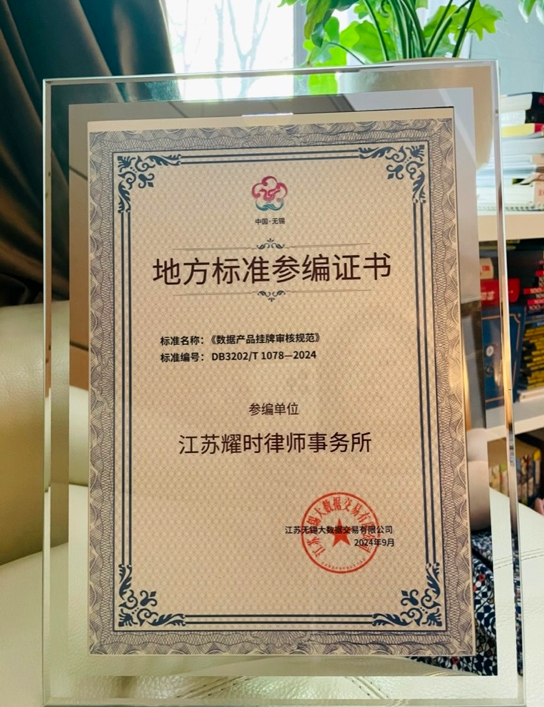 中国·无锡
地方标准参编证书
标准名称：《数据产品挂牌审核规范》
标准编号： DB3202/T 1078—2024
参编单位
江苏耀时律师事务所
江苏无锡大数据交易有限公司
2024年9月